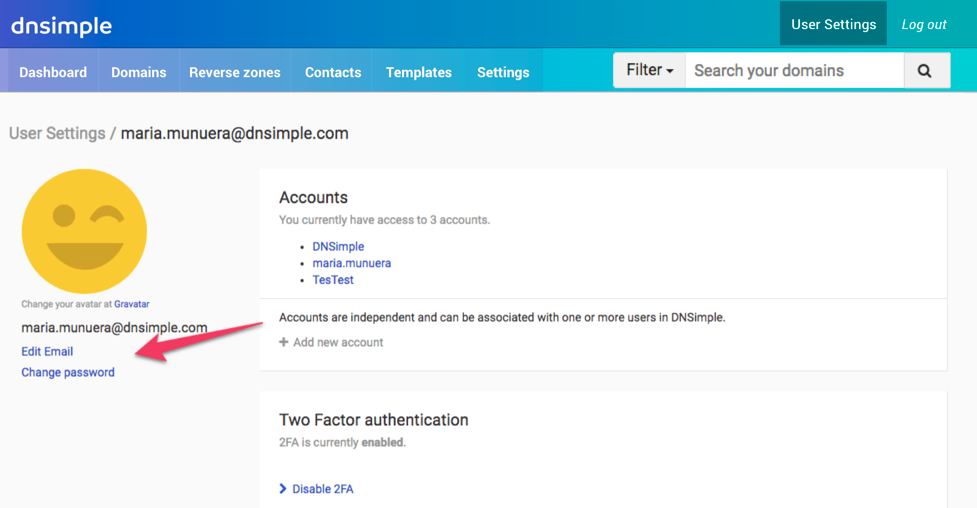 dnsimple
User Settings
Log out
Dashboard
Domains
Reverse zones
Contacts
Templates
Settings
Filter
Search your domains
User Settings / maria.munuera@dnsimple.com
Change your avatar at Gravatar
maria.munuera@dnsimple.com
Edit Email
Change password
Accounts
You currently have access to 3 accounts.
• DNSimple
• maria.munuera
• TesTest
Accounts are independent and can be associated with one or more users in DNSimple.
+ Add new account
Two Factor authentication
2FA is currently enabled.
Disable 2FA